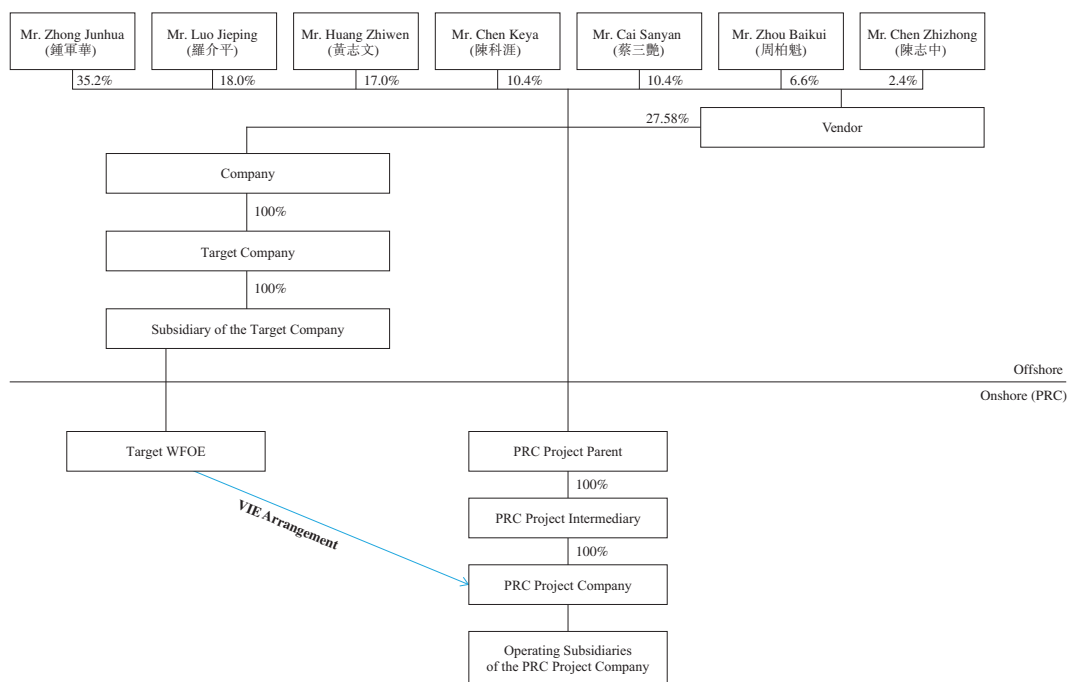 Mr. Zhong Junhua
(鍾軍華)
Mr. Luo Jieping
(羅介平)
Mr. Huang Zhiwen
(黃志文)
Mr. Chen Keya
(陳科涯)
Mr. Cai Sanyan
(蔡三艷)
Mr. Zhou Baikui
(周柏魁)
Mr. Chen Zhizhong
(陳志中)
35.2%
18.0%
17.0%
10.4%
10.4%
6.6%
2.4%
27.58%
Vendor
Company
100%
Target Company
100%
Subsidiary of the Target Company
Offshore
Onshore (PRC)
Target WFOE
PRC Project Parent
100%
VIE Arrangement
PRC Project Intermediary
100%
PRC Project Company
Operating Subsidiaries
of the PRC Project Company